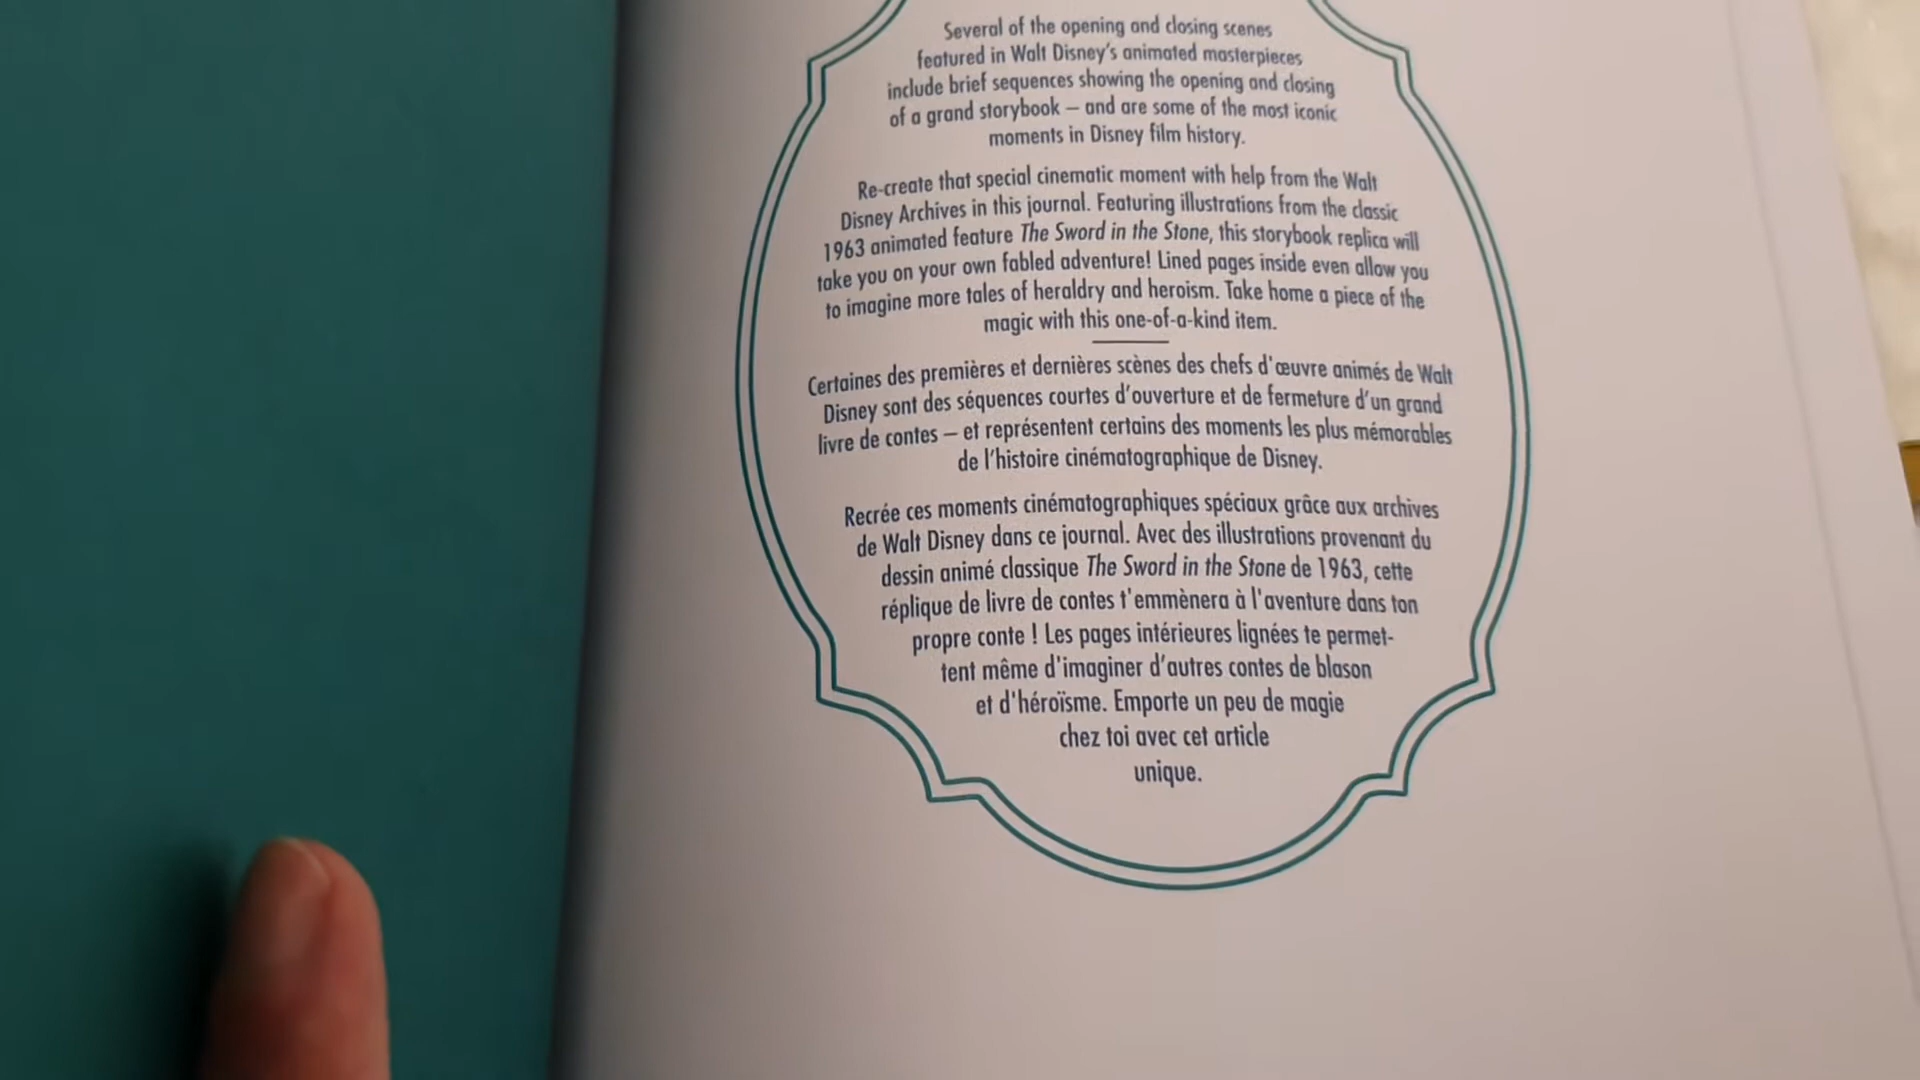 Several of the opening and closing scenes
featured in Walt Disney's animated masterpieces
include brief sequences showing the opening and closing
of a grand storybook – and are some of the most iconic
moments in Disney film history.
Re-create that special cinematic moment with help from the Walt
Disney Archives in this journal. Featuring illustrations from the classic
1963 animated feature The Sword in the Stone, this storybook replica will
take you on your own fabled adventure! Lined pages inside even allow you
to imagine more tales of heraldry and heroism. Take home a piece of the
magic with this one-of-a-kind item.
Certaines des premières et dernières scènes des chefs d'œuvre animés de Walt
Disney sont des séquences courtes d'ouverture et de fermeture d'un grand
livre de contes – et représentent certains des moments les plus mémorables
de l'histoire cinématographique de Disney.
Recrée ces moments cinématographiques spéciaux grâce aux archives
de Walt Disney dans ce journal. Avec des illustrations provenant du
dessin animé classique The Sword in the Stone de 1963, cette
réplique de livre de contes t'emmènera à l'aventure dans ton
propre conte ! Les pages intérieures lignées te permet-
tent même d'imaginer d'autres contes de blason
et d'héroïsme. Emporte un peu de magie
chez toi avec cet article
unique.